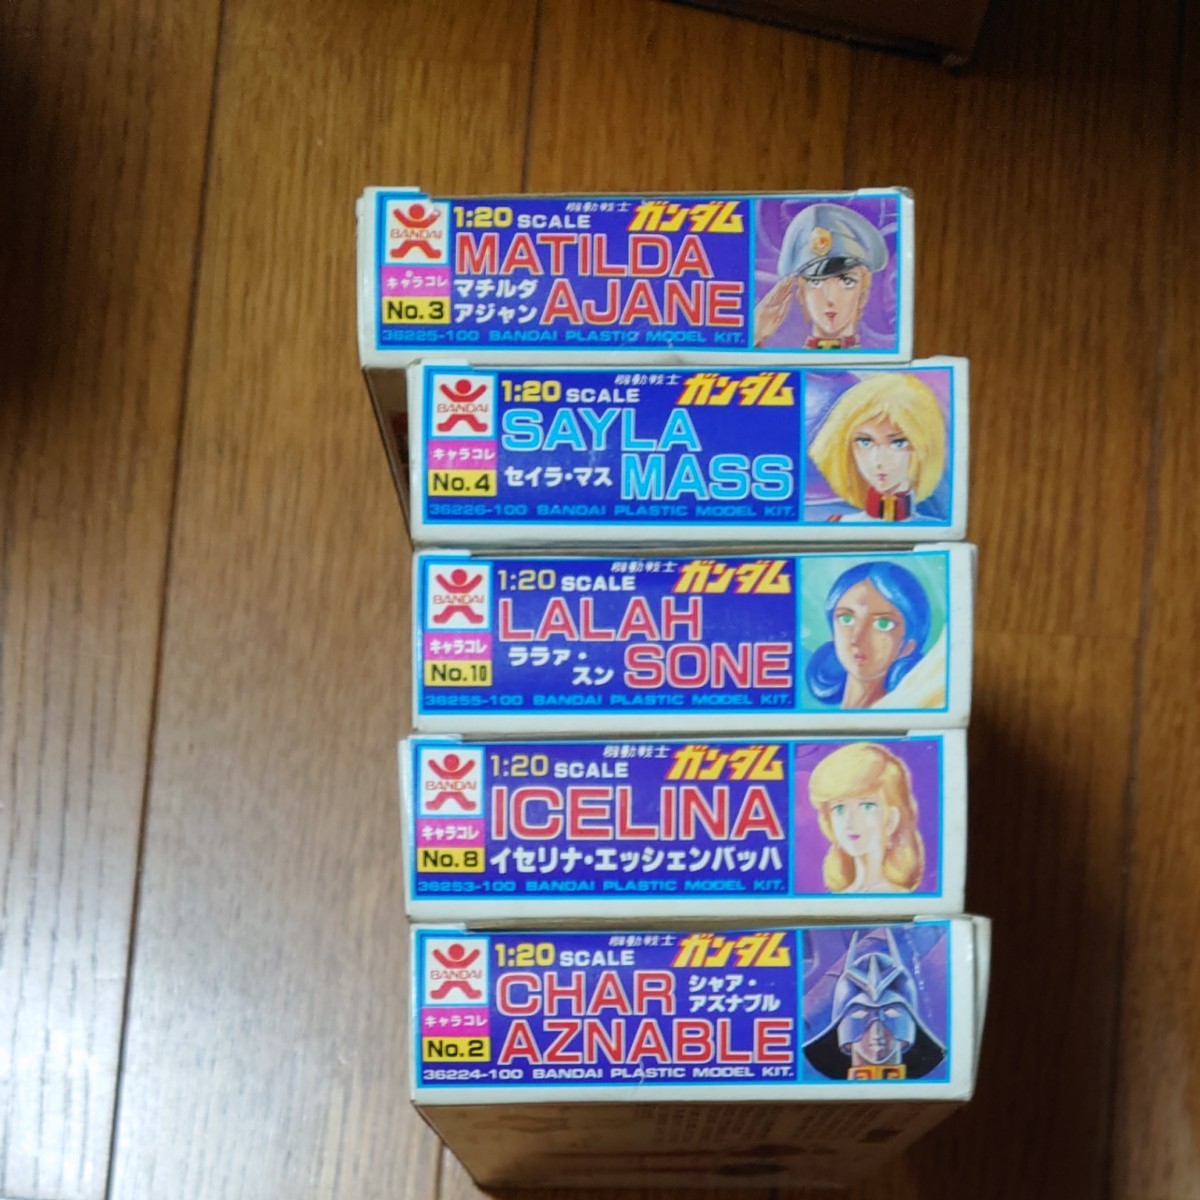 BANDAI
キャラコレ
No.3
1:20 SCALE 機動戦士 ガンダム
MATILDA
マチルダ
アジャン AJANE
36225-100 BANDAI PLASTIC MODEL KIT.
BANDAI
キャラコレ
No.4
1:20 SCALE 機動戦士 ガンダム
SAYLA
セイラ・マス MASS
36226-100 BANDAI PLASTIC MODEL KIT.
BANDAI
キャラコレ
No.10
1:20 SCALE 機動戦士 ガンダム
LALAH
ララァ・
スン SONE
36255-100 BANDAI PLASTIC MODEL KIT.
BANDAI
キャラコレ
No.8
1:20 SCALE 機動戦士 ガンダム
ICELINA
イセリナ・エッシェンバッハ
36253-100 BANDAI PLASTIC MODEL KIT.
BANDAI
キャラコレ
No.2
1:20 SCALE 機動戦士 ガンダム
CHAR シャア・
アズナブル
AZNABLE
36224-100 BANDAI PLASTIC MODEL KIT.